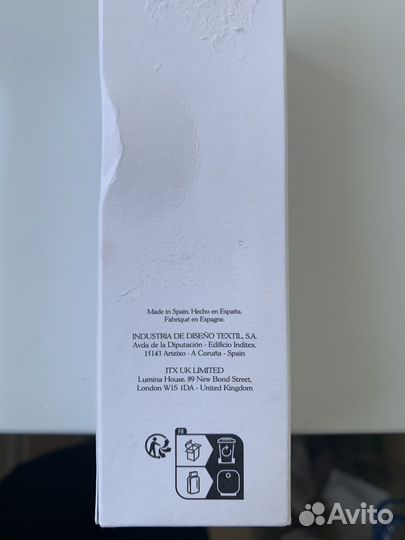 Made in Spain. Hecho en España.
Fabriqué en Espagne.
INDUSTRIA DE DISEÑO TEXTIL, S.A.
Avda de la Diputación - Edificio Inditex,
15143 Arteixo - A Coruña - Spain
ITX UK LIMITED
Lumina House, 89 New Bond Street,
London W1S 1DA - United Kingdom
FR
Avito